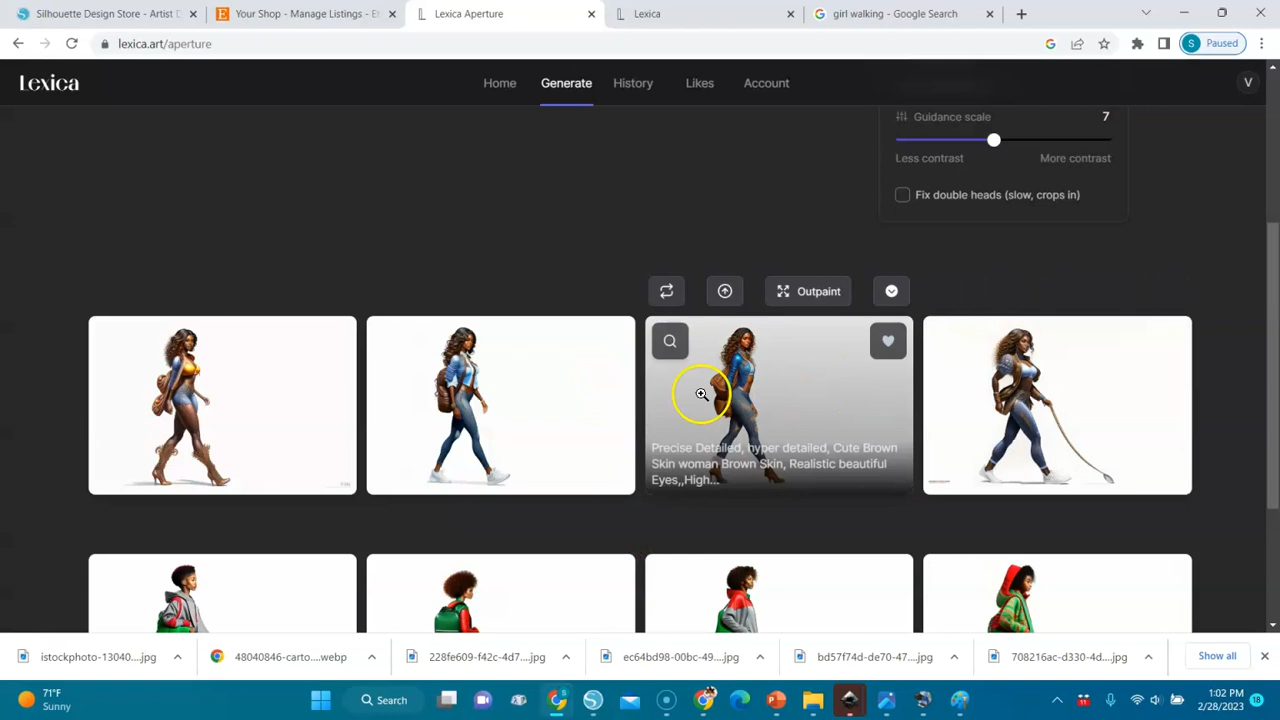 Silhouette Design Store - Artist D
Your Shop - Manage Listings - Et
Lexica Aperture
Lexica
girl walking - Google Search
lexica.art/aperture
S Paused
Lexica
Home
Generate
History
Likes
Account
V
Guidance scale
7
Less contrast
More contrast
Fix double heads (slow, crops in)
Outpaint
Precise Detailed, hyper detailed, Cute Brown
Skin woman Brown Skin, Realistic beautiful
Eyes,,High...
istockphoto-13040....jpg
48040846-carto....webp
228fe609-f42c-4d7....jpg
ec64bd98-00bc-49....jpg
bd57f74d-de70-47....jpg
708216ac-d330-4d....jpg
Show all
71°F
Sunny
Search
1:02 PM
2/28/2023
18